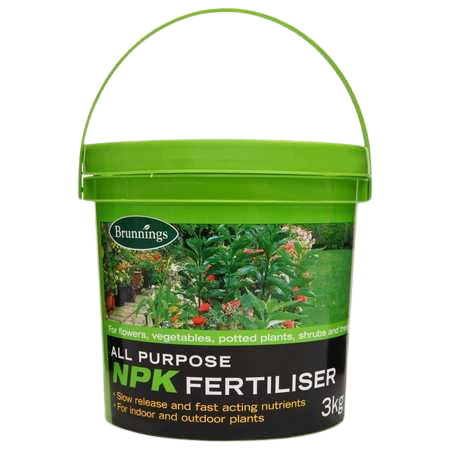 Brunnings
For flowers, vegetables, potted plants, shrubs and
ALL PURPOSE
NPK FERTILISER
• Slow release and fast acting nutrients
• For indoor and outdoor plants
3kg